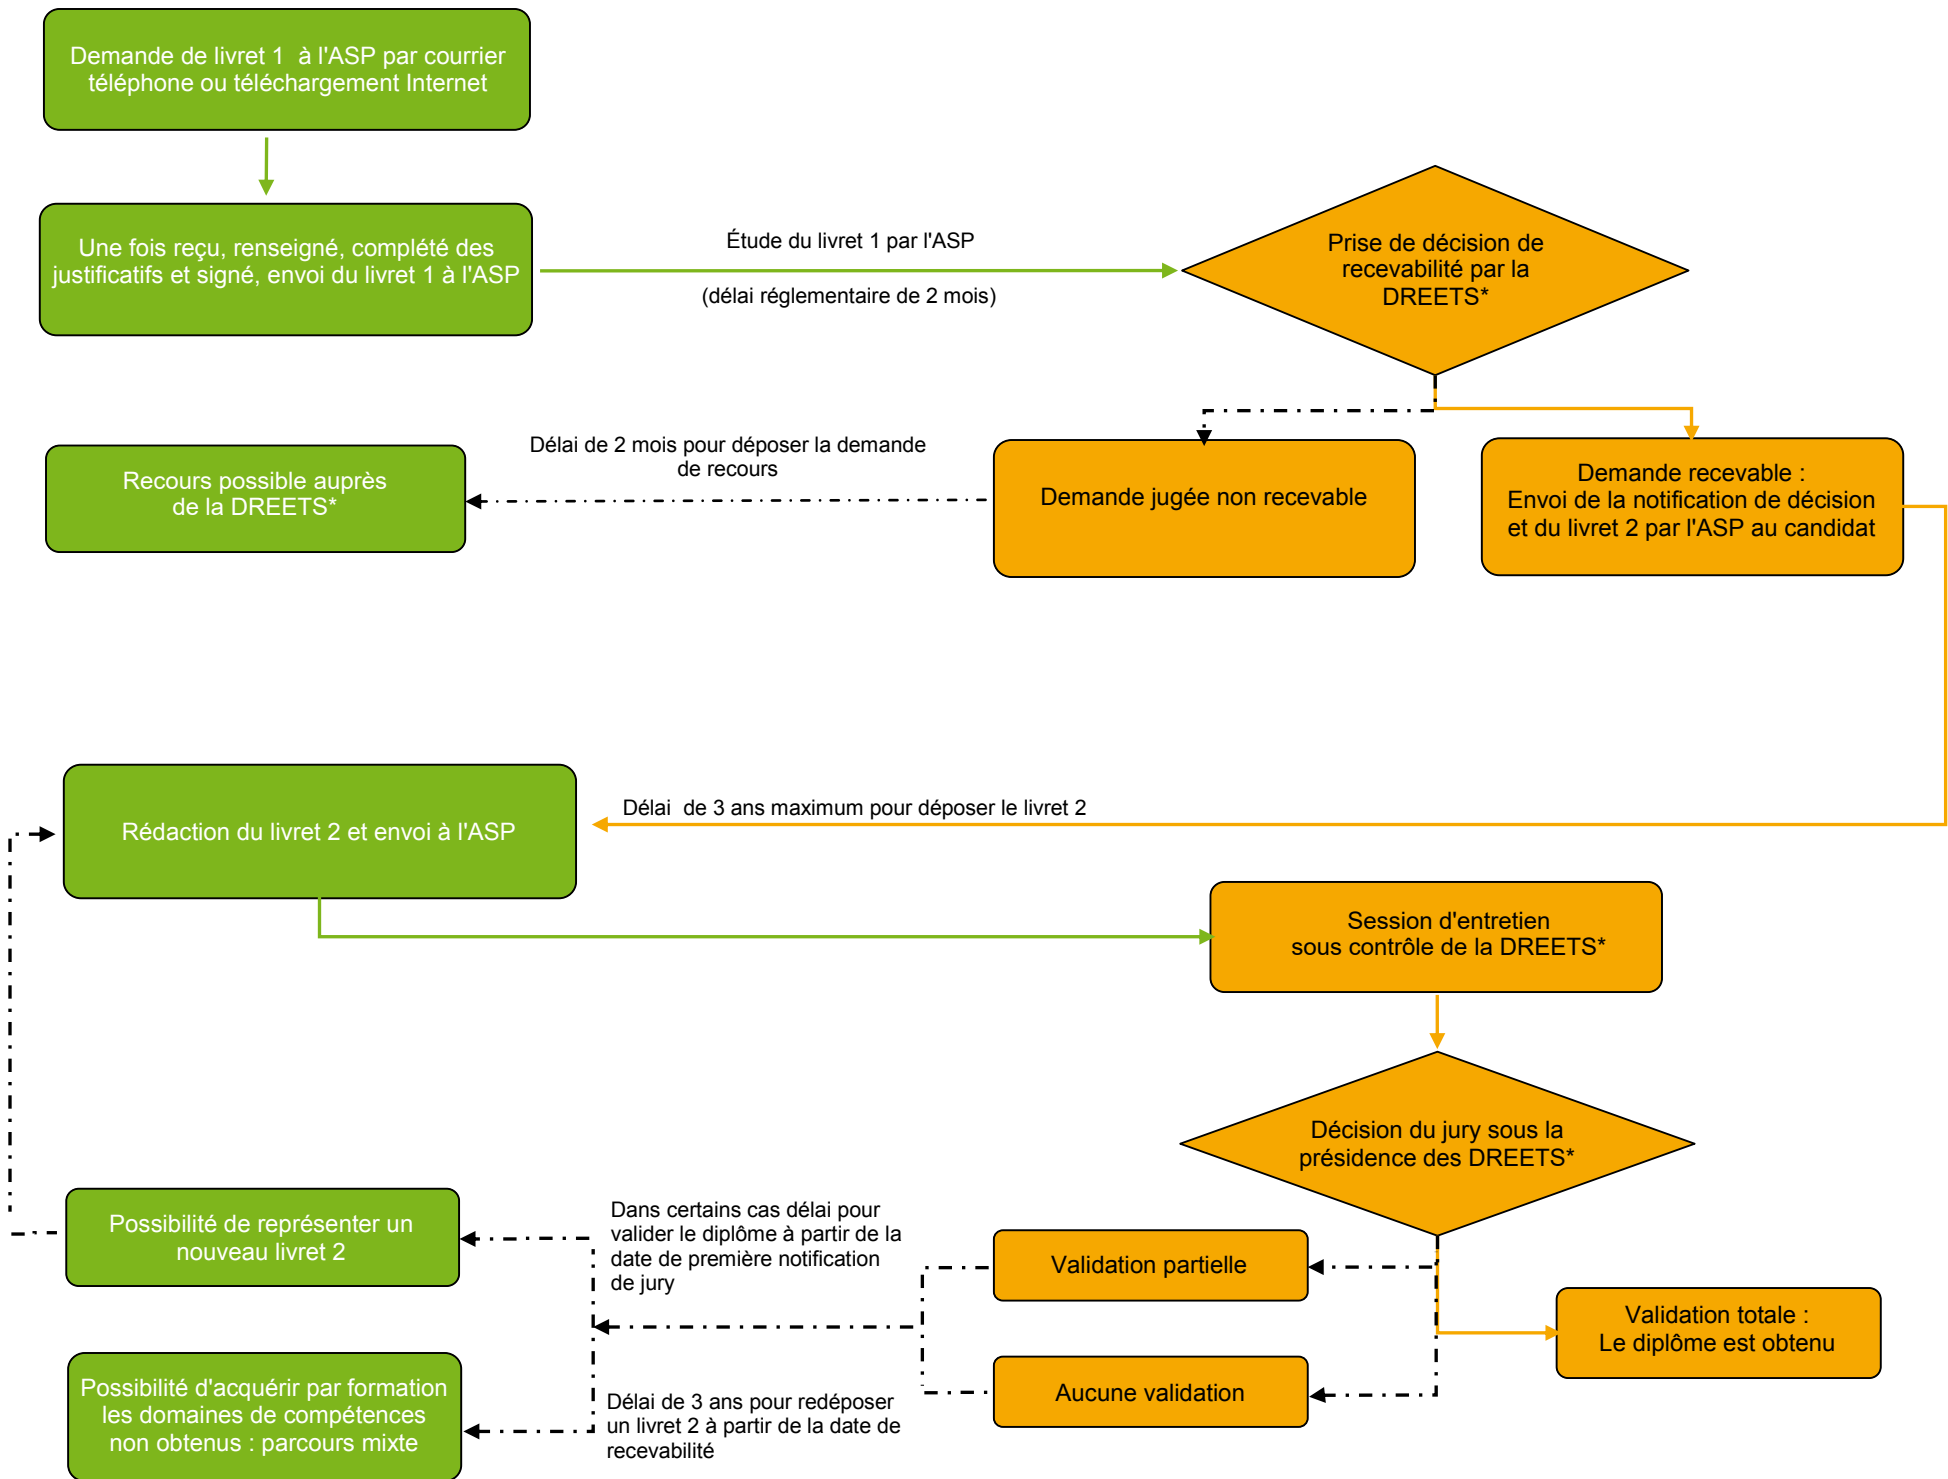 Demande de livret 1  à l'ASP par courrier
téléphone ou téléchargement Internet
Une fois reçu, renseigné, complété des
justificatifs et signé, envoi du livret 1 à l'ASP
Étude du livret 1 par l'ASP
(délai réglementaire de 2 mois)
Prise de décision de
recevabilité par la
DREETS*
Recours possible auprès
de la DREETS*
Délai de 2 mois pour déposer la demande
de recours
Demande jugée non recevable
Demande recevable :
Envoi de la notification de décision
et du livret 2 par l'ASP au candidat
Rédaction du livret 2 et envoi à l'ASP
Délai  de 3 ans maximum pour déposer le livret 2
Session d'entretien
sous contrôle de la DREETS*
Décision du jury sous la
présidence des DREETS*
Possibilité de représenter un
nouveau livret 2
Dans certains cas délai pour
valider le diplôme à partir de la
date de première notification
de jury
Validation partielle
Validation totale :
Le diplôme est obtenu
Possibilité d'acquérir par formation
les domaines de compétences
non obtenus : parcours mixte
Délai de 3 ans pour redéposer
un livret 2 à partir de la date de
recevabilité
Aucune validation